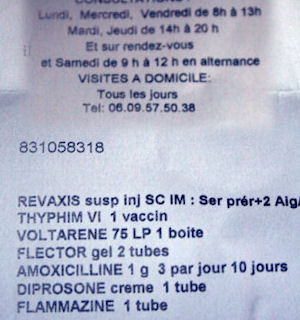 CONSULTATIONS
Lundi, Mercredi, Vendredi de 8h à 13h
Mardi, Jeudi de 14h à 20 h
Et sur rendez-vous
et Samedi de 9 h à 12 h en alternance
VISITES A DOMICILE:
Tous les jours
Tel: 06.09.57.50.38
831058318
REVAXIS susp inj SC IM : Ser prér+2 Aig/
THYPHIM VI 1 vaccin
VOLTARENE 75 LP 1 boite
FLECTOR gel 2 tubes
AMOXICILLINE 1 g 3 par jour 10 jours
DIPROSONE creme 1 tube
FLAMMAZINE 1 tube